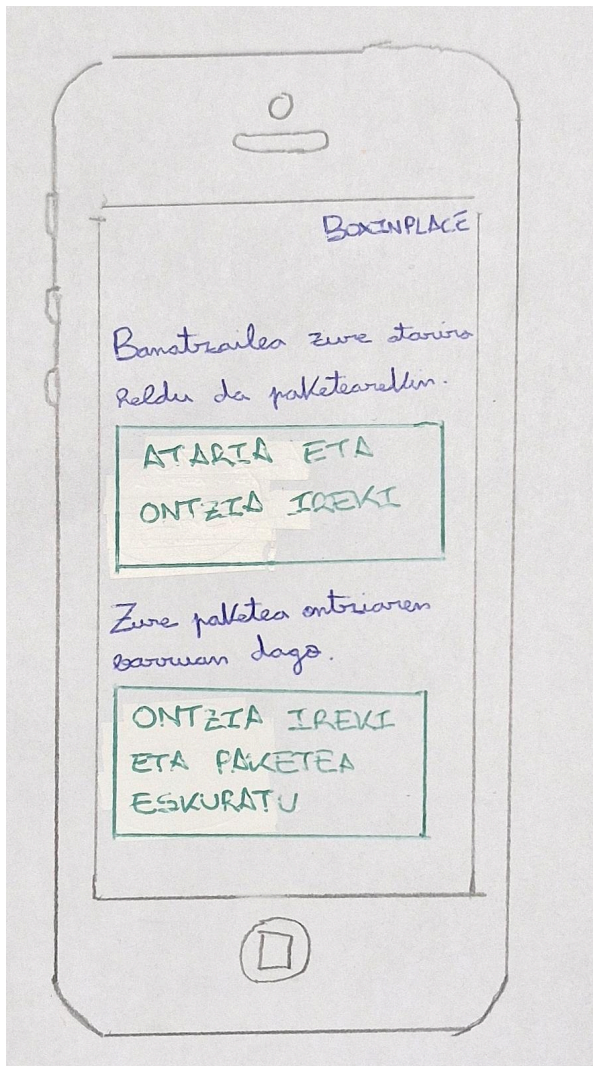 BOXINPLACE
Banatzailea zure atarira
heldu da paketearekin.
ATARIA ETA
ONTZIA IREKI
Zure paketea ontziaren
barruan dago.
ONTZIA IREKI
ETA PAKETEA
ESKURATU